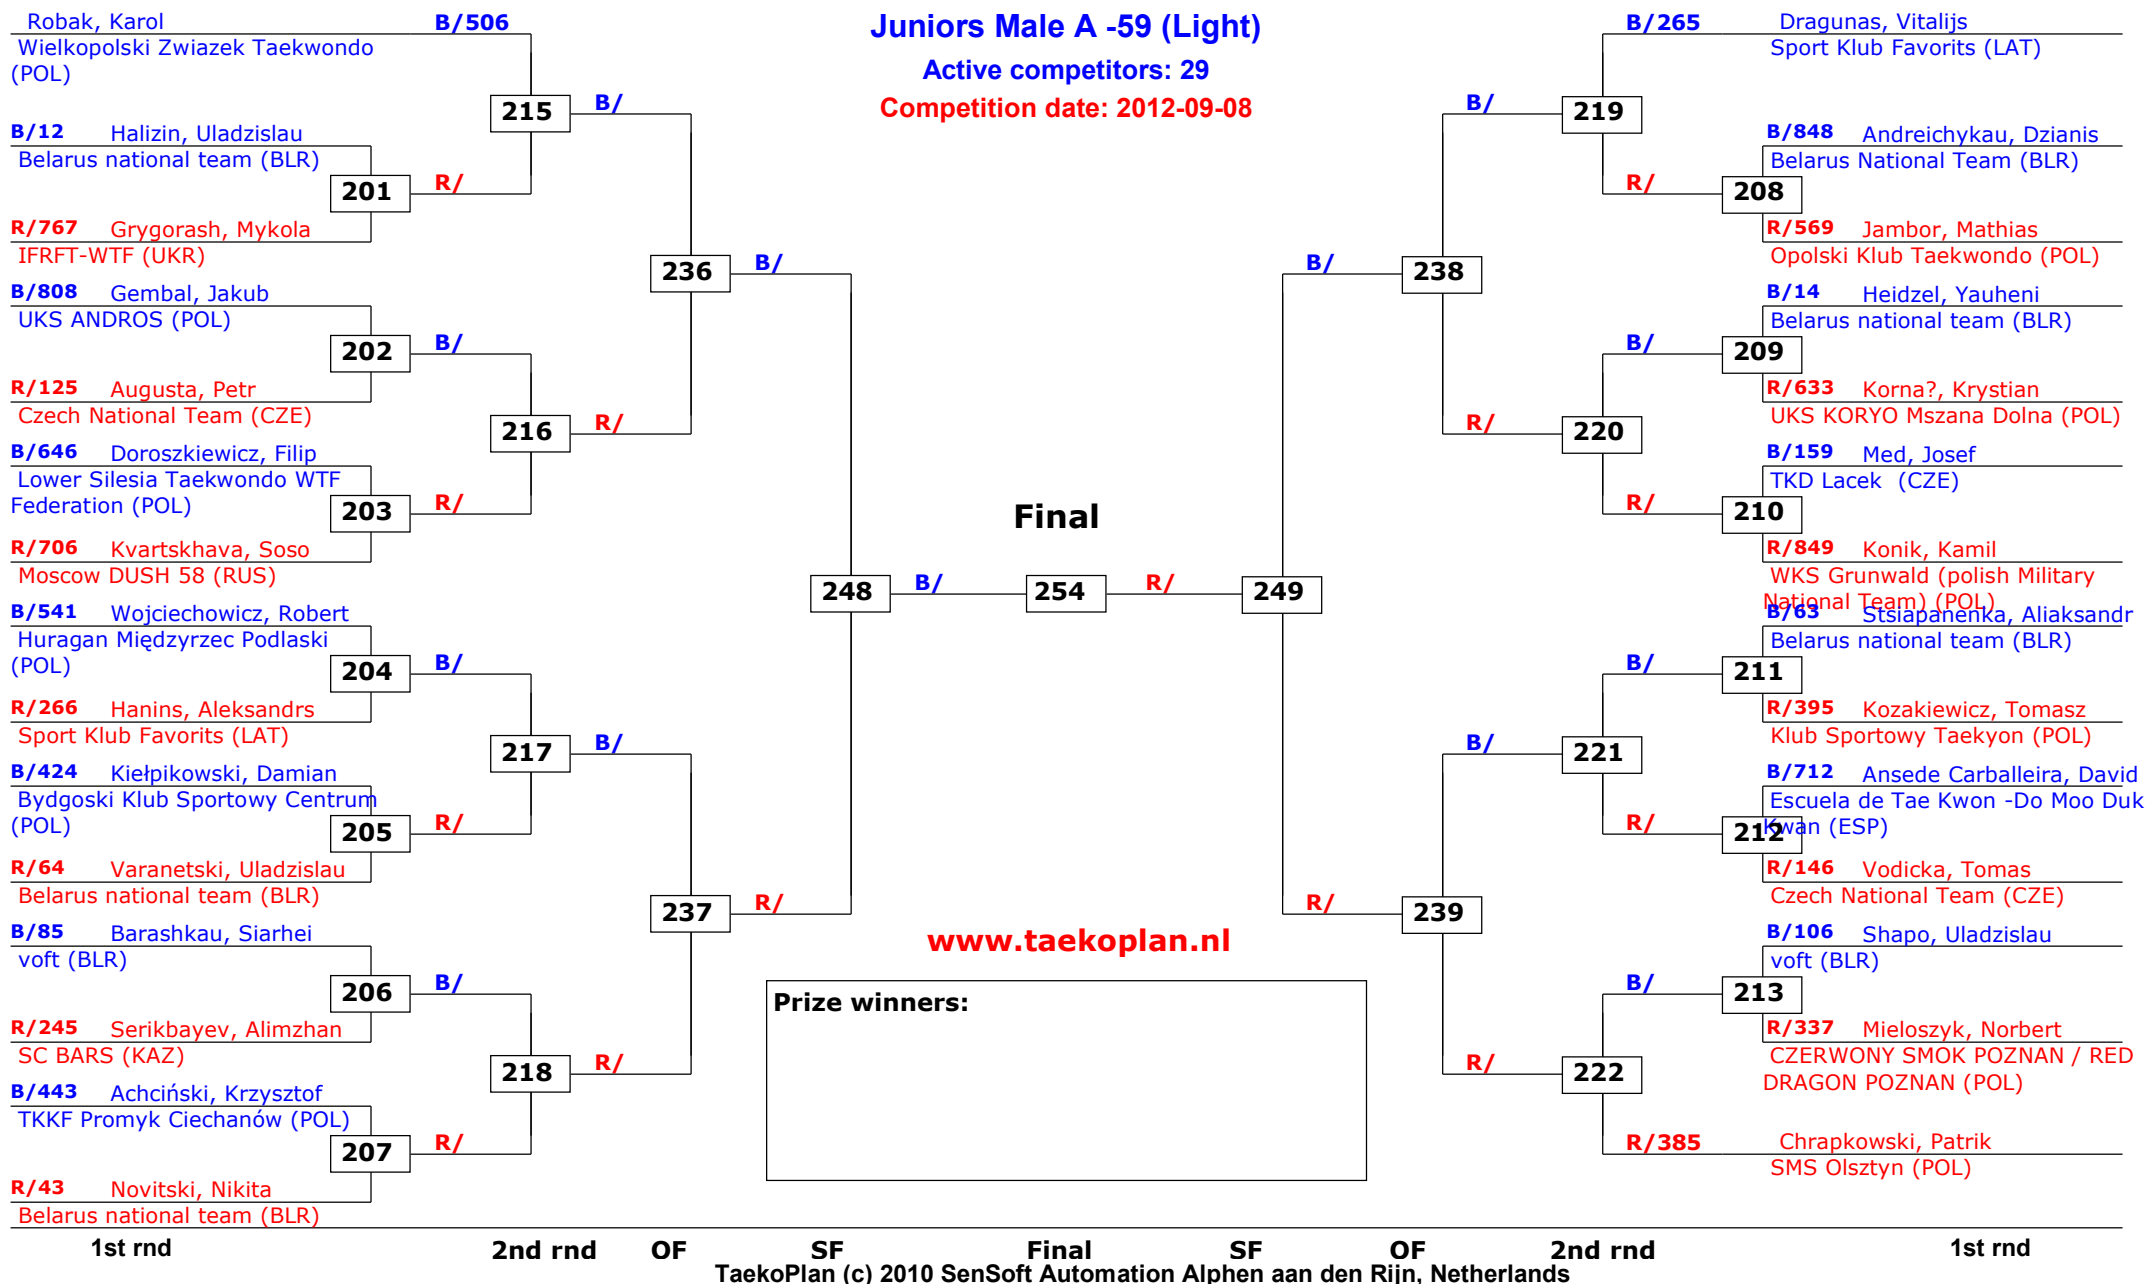 Juniors Male A -59 (Light)
Active competitors: 29
Competition date: 2012-09-08
Robak, Karol
B/506
Wielkopolski Zwiazek Taekwondo
(POL)
215
B/
B/12 Halizin, Uladzislau
Belarus national team (BLR)
201
R/
R/767 Grygorash, Mykola
IFRFT-WTF (UKR)
236
B/
B/808 Gembal, Jakub
UKS ANDROS (POL)
202
B/
R/125 Augusta, Petr
Czech National Team (CZE)
216
R/
B/646 Doroszkiewicz, Filip
Lower Silesia Taekwondo WTF
Federation (POL)
203
R/
R/706 Kvartskhava, Soso
Moscow DUSH 58 (RUS)
248
B/
B/541 Wojciechowicz, Robert
Huragan Międzyrzec Podlaski
(POL)
204
B/
R/266 Hanins, Aleksandrs
Sport Klub Favorits (LAT)
217
B/
B/424 Kiełpikowski, Damian
Bydgoski Klub Sportowy Centrum
(POL)
205
R/
R/64 Varanetski, Uladzislau
Belarus national team (BLR)
237
R/
B/85 Barashkau, Siarhei
voft (BLR)
206
B/
R/245 Serikbayev, Alimzhan
SC BARS (KAZ)
218
R/
B/443 Achciński, Krzysztof
TKKF Promyk Ciechanów (POL)
207
R/
R/43 Novitski, Nikita
Belarus national team (BLR)
Final
254
R/
www.taekoplan.nl
Prize winners:
B/265 Dragunas, Vitalijs
Sport Klub Favorits (LAT)
B/
219
B/848 Andreichykau, Dzianis
Belarus National Team (BLR)
R/
208
R/569 Jambor, Mathias
Opolski Klub Taekwondo (POL)
B/
238
B/14 Heidzel, Yauheni
Belarus national team (BLR)
B/
209
R/633 Korna?, Krystian
UKS KORYO Mszana Dolna (POL)
R/
220
B/159 Med, Josef
TKD Lacek (CZE)
R/
210
R/849 Konik, Kamil
WKS Grunwald (polish Military
National Team) (POL)
249
B/63 Stsiapanenka, Aliaksandr
Belarus national team (BLR)
B/
211
R/395 Kozakiewicz, Tomasz
Klub Sportowy Taekyon (POL)
B/
221
B/712 Ansede Carballeira, David
Escuela de Tae Kwon -Do Moo Duk
Kwan (ESP)
R/
212
R/146 Vodicka, Tomas
Czech National Team (CZE)
R/
239
B/106 Shapo, Uladzislau
voft (BLR)
B/
213
R/337 Mieloszyk, Norbert
CZERWONY SMOK POZNAN / RED
DRAGON POZNAN (POL)
R/
222
R/385 Chrapkowski, Patrik
SMS Olsztyn (POL)
1st rnd 2nd rnd OF SF Final SF OF 2nd rnd 1st rnd
TaekoPlan (c) 2010 SenSoft Automation Alphen aan den Rijn, Netherlands